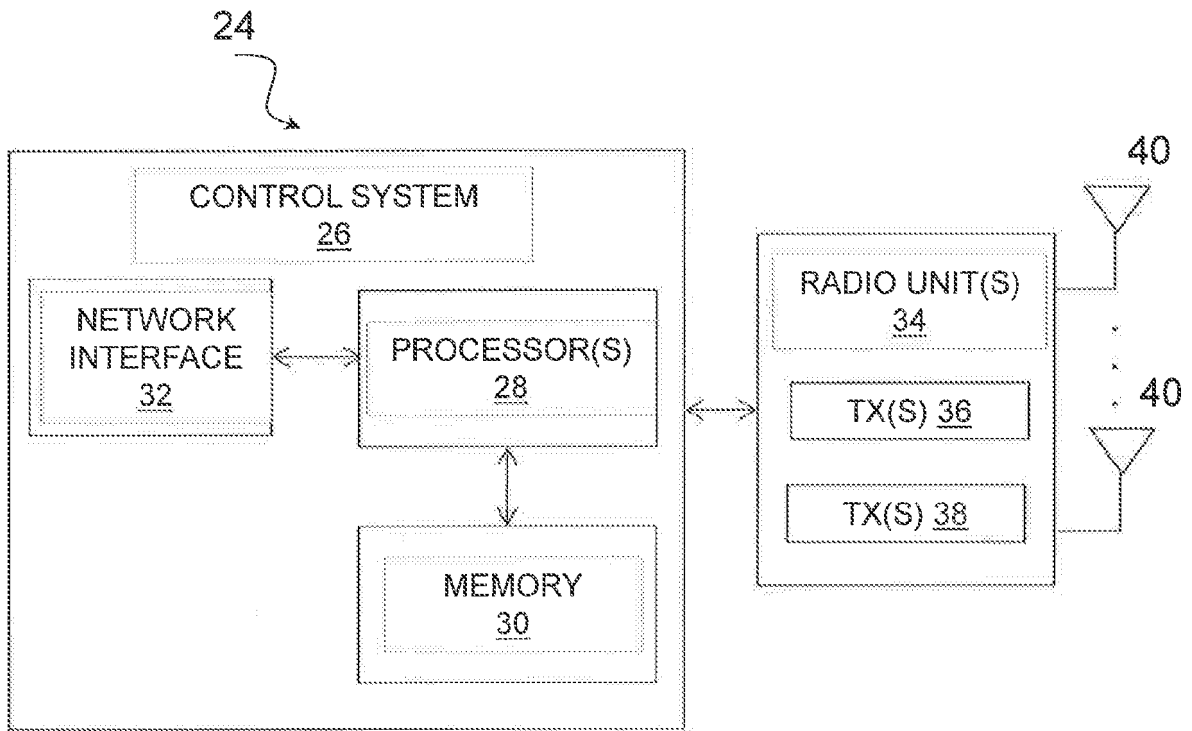 24
CONTROL SYSTEM
26
NETWORK
INTERFACE
32
PROCESSOR(S)
28
MEMORY
30
RADIO UNIT(S)
34
TX(S) 36
TX(S) 38
40
40